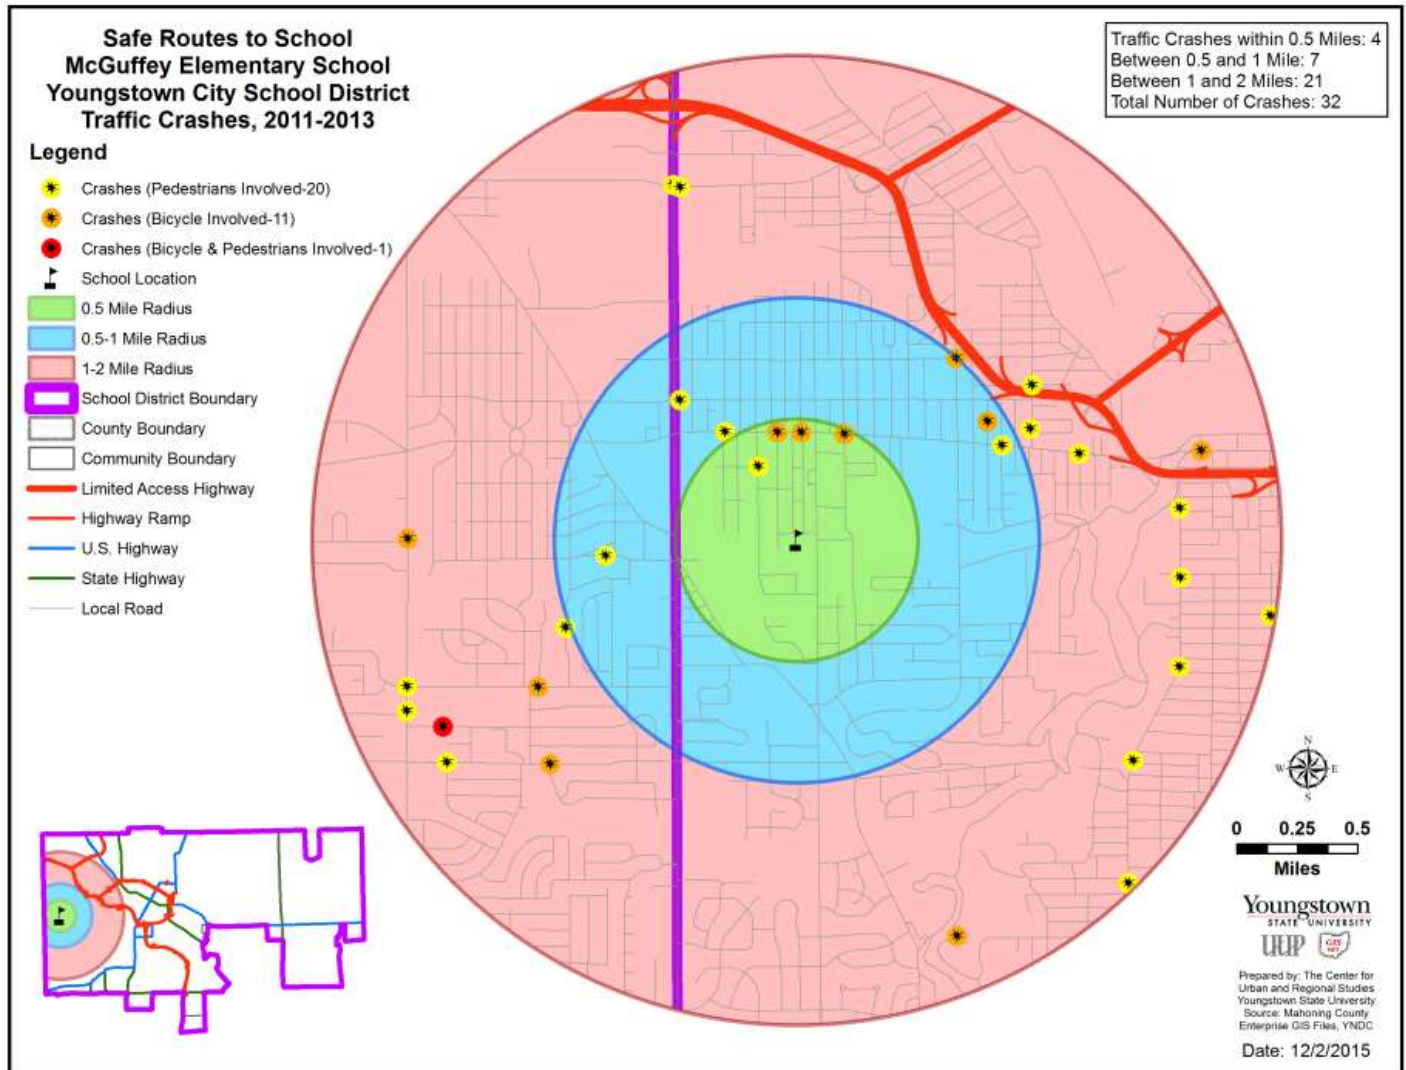 Safe Routes to School
McGuffey Elementary School
Youngstown City School District
Traffic Crashes, 2011-2013
Traffic Crashes within 0.5 Miles: 4
Between 0.5 and 1 Mile: 7
Between 1 and 2 Miles: 21
Total Number of Crashes: 32
Legend
Crashes (Pedestrians Involved-20)
Crashes (Bicycle Involved-11)
Crashes (Bicycle & Pedestrians Involved-1)
School Location
0.5 Mile Radius
0.5-1 Mile Radius
1-2 Mile Radius
School District Boundary
County Boundary
Community Boundary
Limited Access Highway
Highway Ramp
U.S. Highway
State Highway
Local Road
N
W E
S
0 0.25 0.5
Miles
Youngstown
STATE UNIVERSITY
GIS
Prepared by: The Center for
Urban and Regional Studies
Youngstown State University
Source: Mahoning County
Enterprise GIS Files, YNDC
Date: 12/2/2015